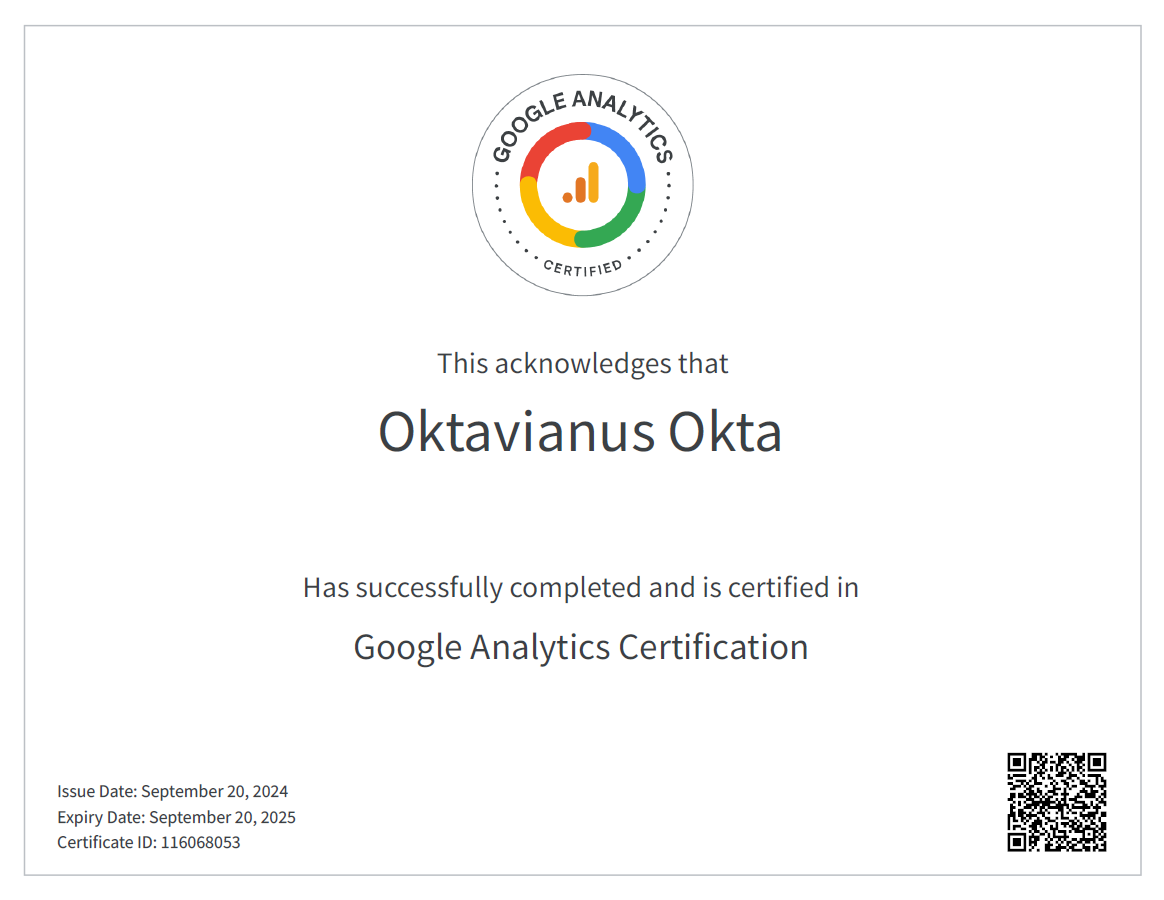 GOOGLE ANALYTICS
CERTIFIED
This acknowledges that
Oktavianus Okta
Has successfully completed and is certified in
Google Analytics Certification
Issue Date: September 20, 2024
Expiry Date: September 20, 2025
Certificate ID: 116068053